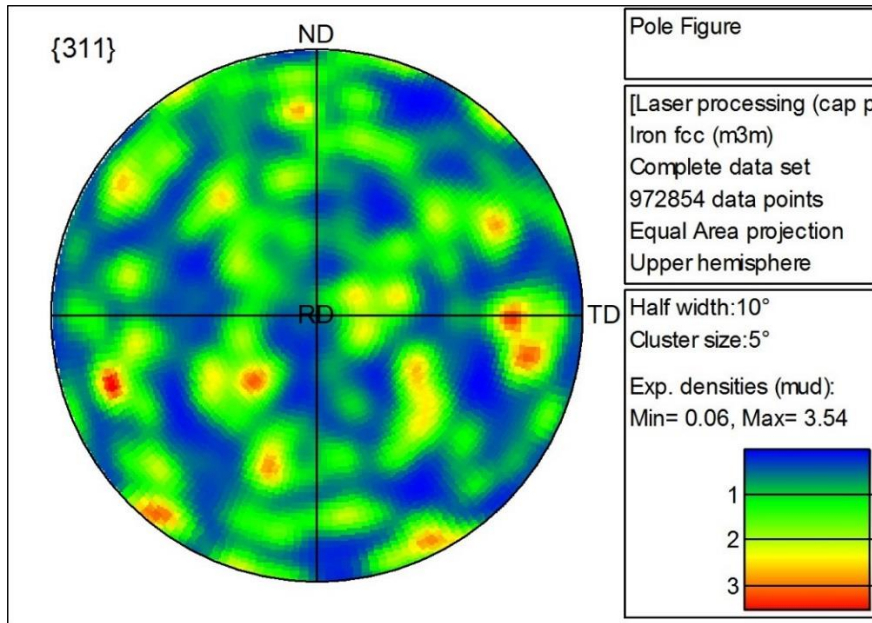 {311}
ND
RD
TD
Pole Figure
[Laser processing (cap p
Iron fcc (m3m)
Complete data set
972854 data points
Equal Area projection
Upper hemisphere
Half width:10°
Cluster size:5°
Exp. densities (mud):
Min= 0.06, Max= 3.54
1
2
3